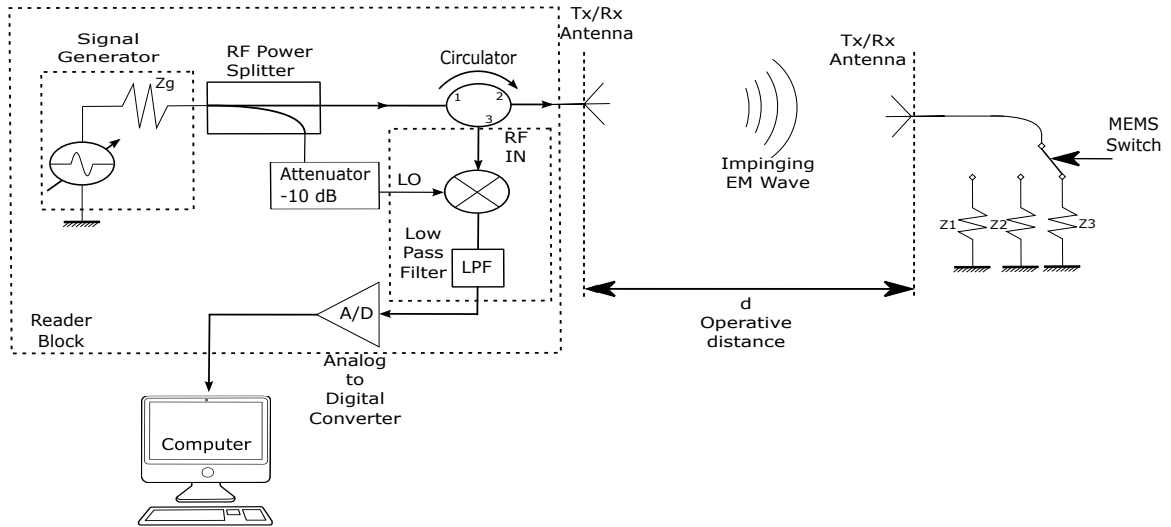 Signal
Generator
Zg
RF Power
Splitter
Circulator
1
2
3
RF
IN
Attenuator
-10 dB
LO
Low
Pass
Filter
LPF
A/D
Analog
to
Digital
Converter
Reader
Block
Computer
Tx/Rx
Antenna
Impinging
EM Wave
Tx/Rx
Antenna
MEMS
Switch
Z1
Z2
Z3
d
Operative
distance